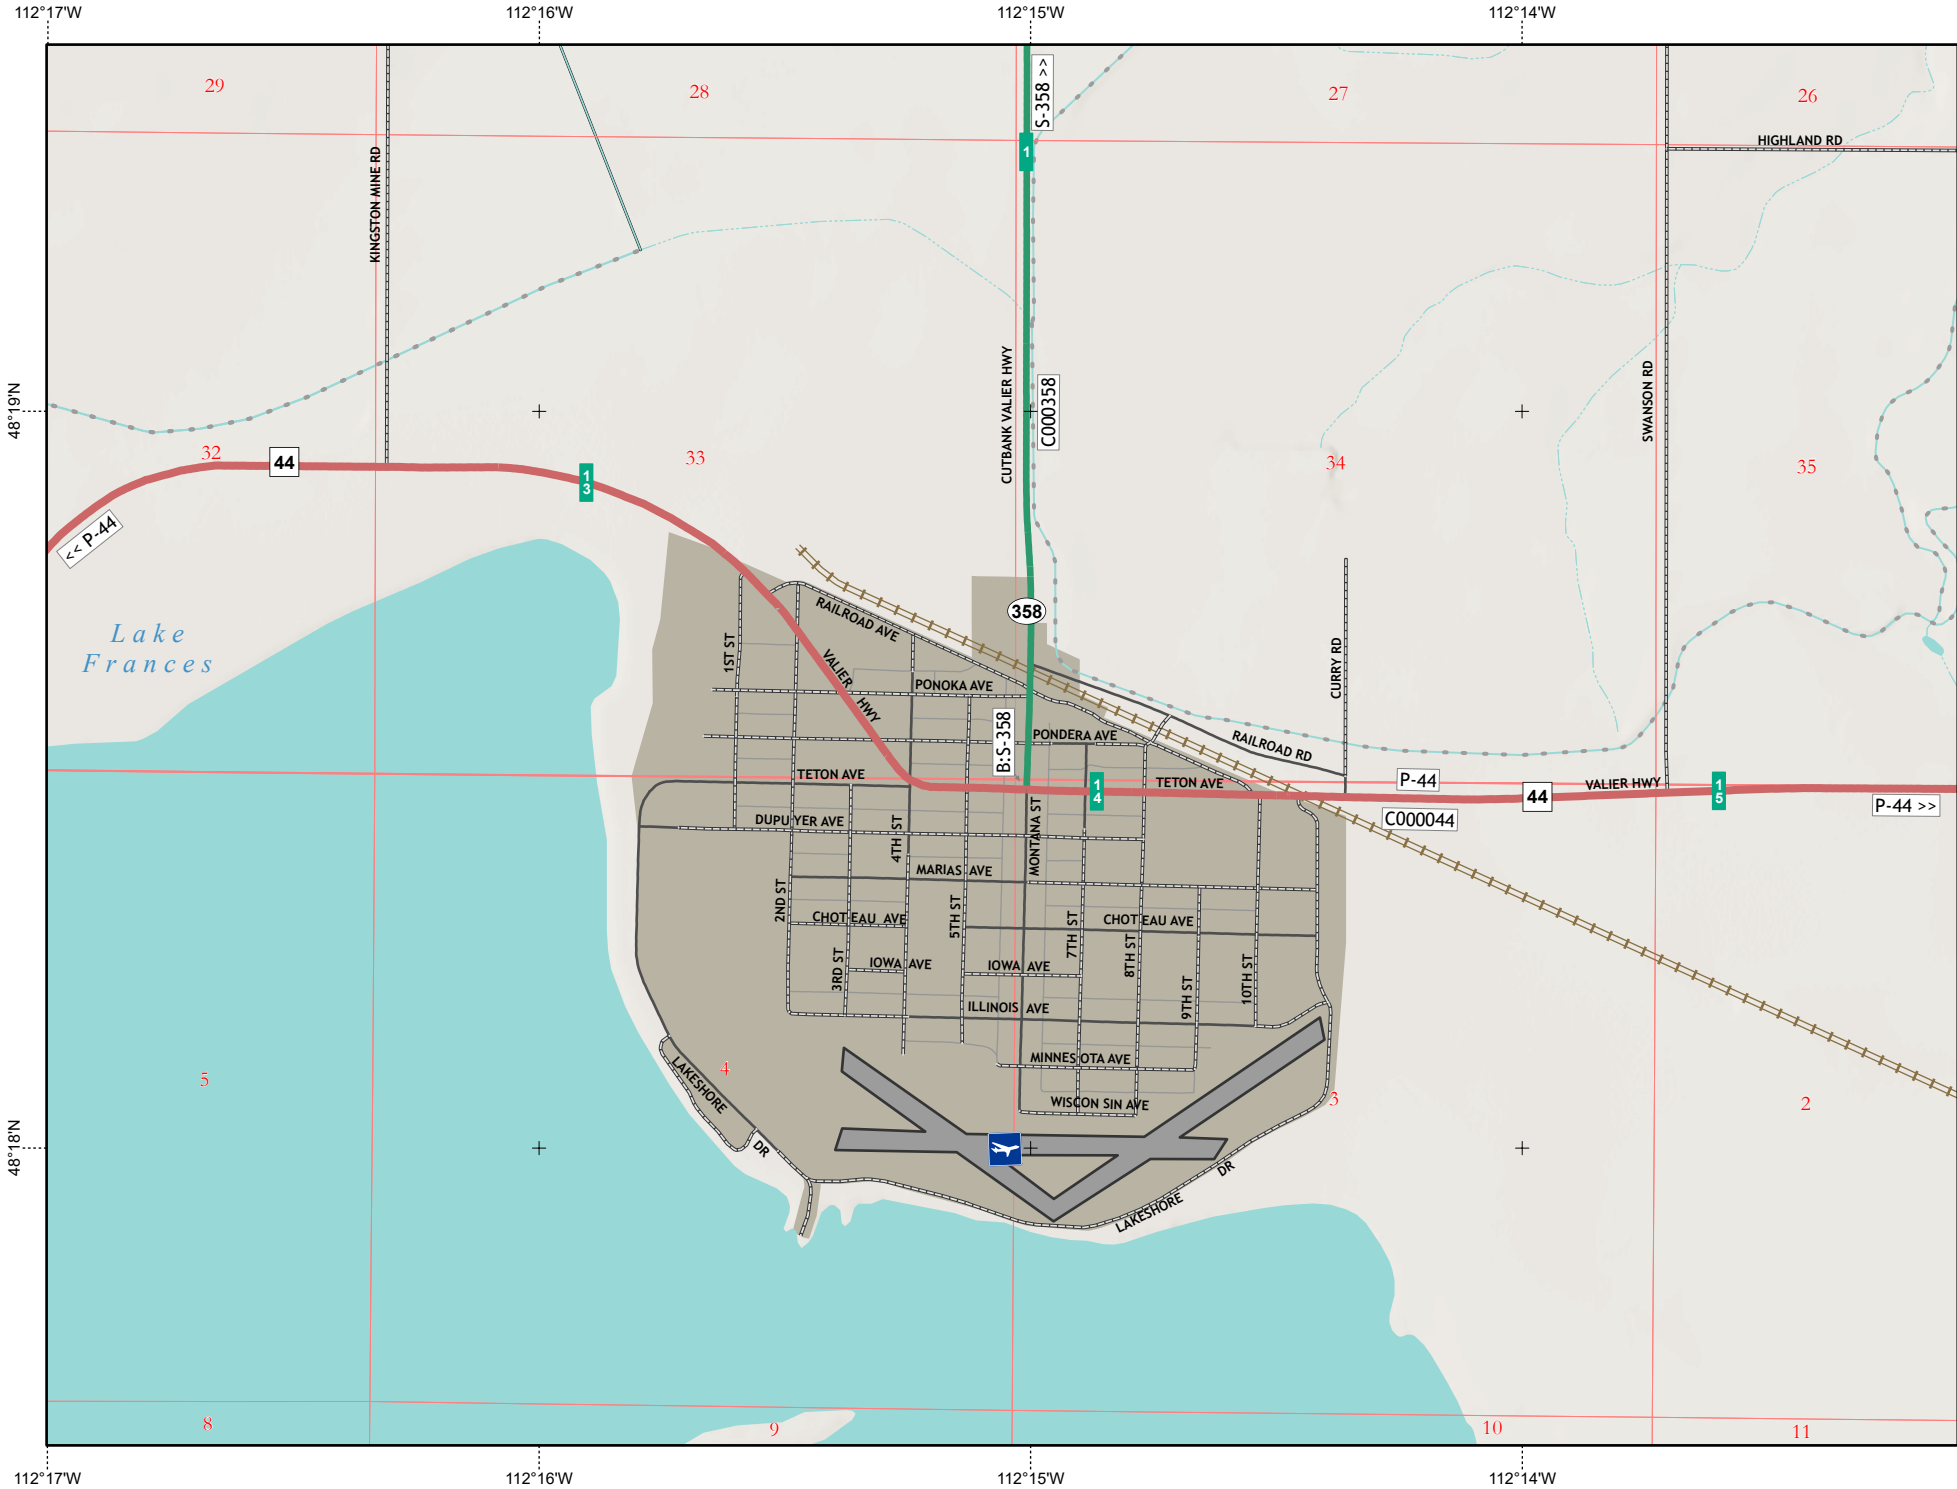 112°17'W
112°16'W
112°15'W
112°14'W
29
28
S-358 >>
27
26
1
HIGHLAND RD
KINGSTON MINE RD
48°19'N
CUTBANK VALIER HWY
C000358
SWANSON RD
32
44
33
13
34
35
<< P-44
Lake
Frances
358
RAILROAD AVE
1ST ST
VALIER HWY
PONOKA AVE
CURRY RD
B:S-358
PONDERA AVE
RAILROAD RD
TETON AVE
14
TETON AVE
P-44
44
VALIER HWY
15
P-44 >>
C000044
DUPUYER AVE
4TH ST
MONTANA ST
MARIAS AVE
2ND ST
CHOTEAU AVE
5TH ST
7TH ST
CHOTEAU AVE
3RD ST
IOWA AVE
IOWA AVE
8TH ST
9TH ST
10TH ST
ILLINOIS AVE
5
4
LAKESHORE DR
MINNESOTA AVE
WISCONSIN AVE
3
2
48°18'N
LAKESHORE DR
8
9
10
11
112°17'W
112°16'W
112°15'W
112°14'W